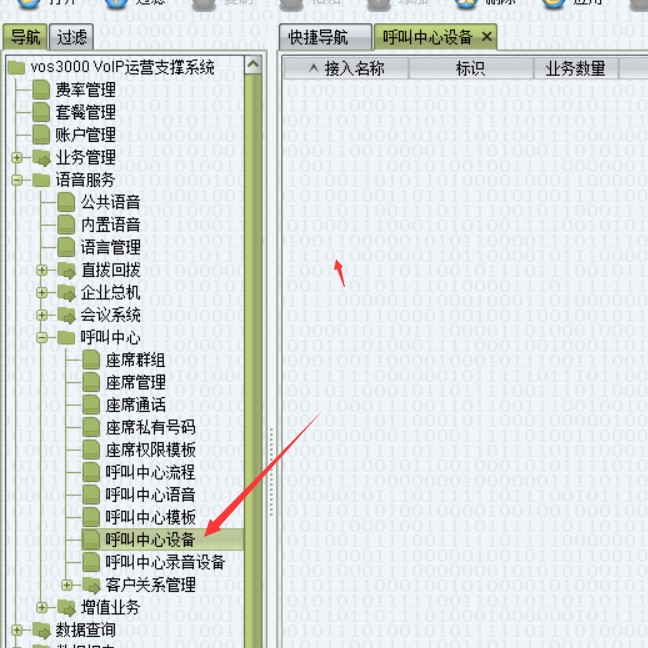 打开 过滤 复制 粘贴 添加 删除 应用
导航 过滤 快捷导航 呼叫中心设备
vos3000 VoIP运营支撑系统
接入名称 标识 业务数量
费率管理
套餐管理
账户管理
业务管理
语音服务
公共语音
内置语音
语言管理
直拨回拨
企业总机
会议系统
呼叫中心
座席群组
座席管理
座席通话
座席私有号码
座席权限模板
呼叫中心流程
呼叫中心语音
呼叫中心模板
呼叫中心设备
呼叫中心录音设备
客户关系管理
增值业务
数据查询